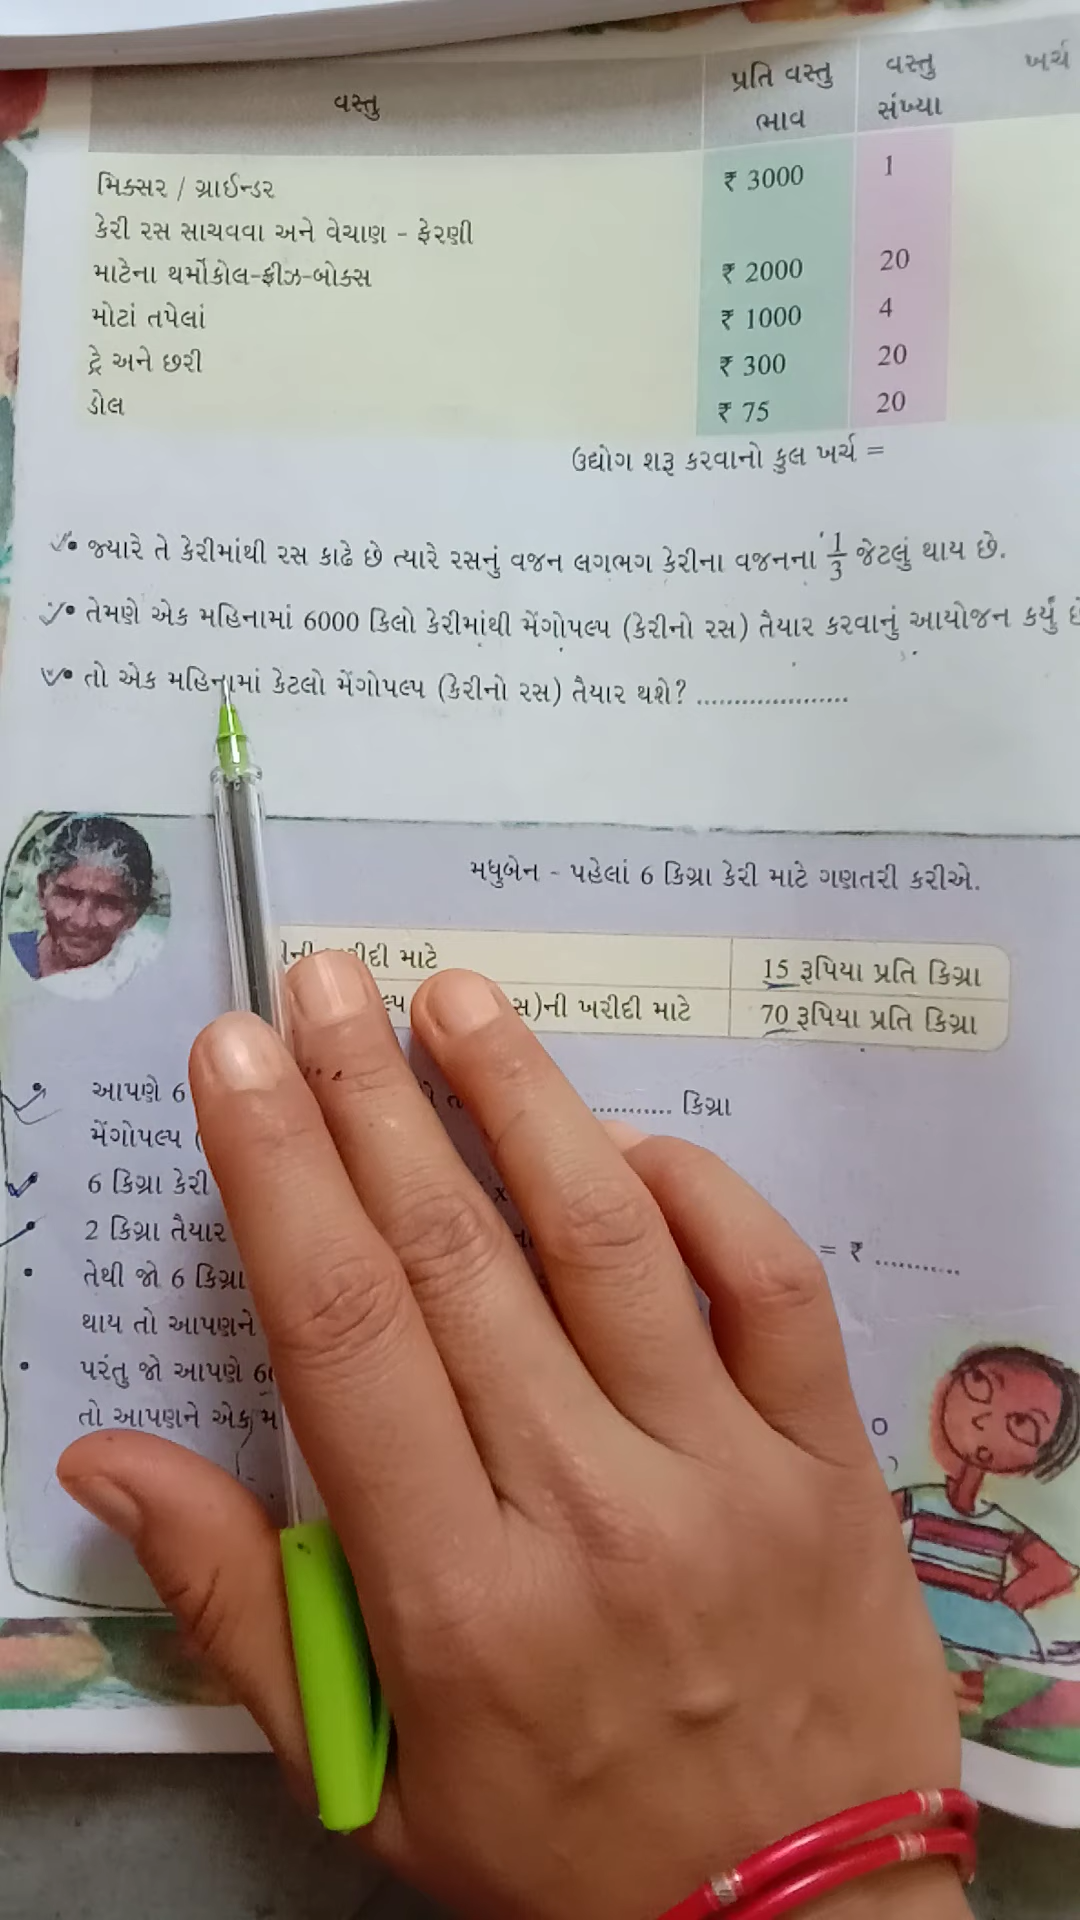 વસ્તુ પ્રતિ વસ્તુ ભાવ વસ્તુ સંખ્યા ખર્ચ
મિક્સર / ગ્રાઈન્ડર ₹ 3000 1
કેરી રસ સાચવવા અને વેચાણ - ફેરણી
માટેના થર્મોકોલ-ફ્રીઝ-બોક્સ ₹ 2000 20
મોટાં તપેલાં ₹ 1000 4
ટ્રે અને છરી ₹ 300 20
ડોલ ₹ 75 20
ઉદ્યોગ શરૂ કરવાનો કુલ ખર્ચ =
• જ્યારે તે કેરીમાંથી રસ કાઢે છે ત્યારે રસનું વજન લગભગ કેરીના વજનના 1/3 જેટલું થાય છે.
• તેમણે એક મહિનામાં 6000 કિલો કેરીમાંથી મેંગોપલ્પ (કેરીનો રસ) તૈયાર કરવાનું આયોજન કર્યું
• તો એક મહિનામાં કેટલો મેંગોપલ્પ (કેરીનો રસ) તૈયાર થશે? ....................
મધુબેન - પહેલાં 6 કિગ્રા કેરી માટે ગણતરી કરીએ.
માટે 15 રૂપિયા પ્રતિ કિગ્રા
ખરીદી માટે 70 રૂપિયા પ્રતિ કિગ્રા
આપણે 6 ........... કિગ્રા
મેંગોપલ્પ
6 કિગ્રા કેરી
2 કિગ્રા તૈયાર = ₹ ...........
• તેથી જો 6 કિગ્રા
થાય તો આપણને
• પરંતુ જો આપણે
તો આપણને એક